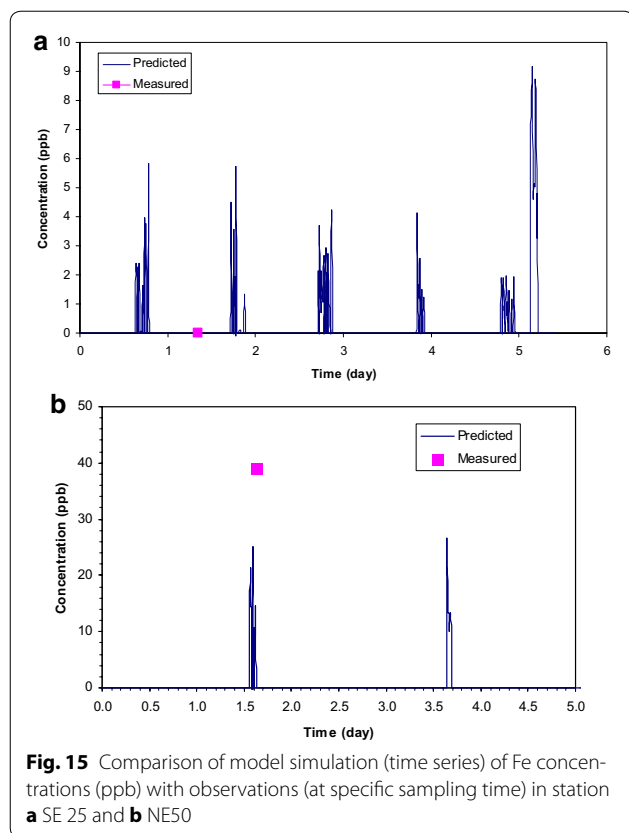 a
10
9
8
7
6
5
4
3
2
1
0
Concentration (ppb)
Predicted
Measured
0 1 2 3 4 5 6
Time (day)
b
50
40
30
20
10
0
Concentration (ppb)
Predicted
Measured
0.0 0.5 1.0 1.5 2.0 2.5 3.0 3.5 4.0 4.5 5.0
Time (day)
Fig. 15 Comparison of model simulation (time series) of Fe concen-
trations (ppb) with observations (at specific sampling time) in station
a SE 25 and b NE50